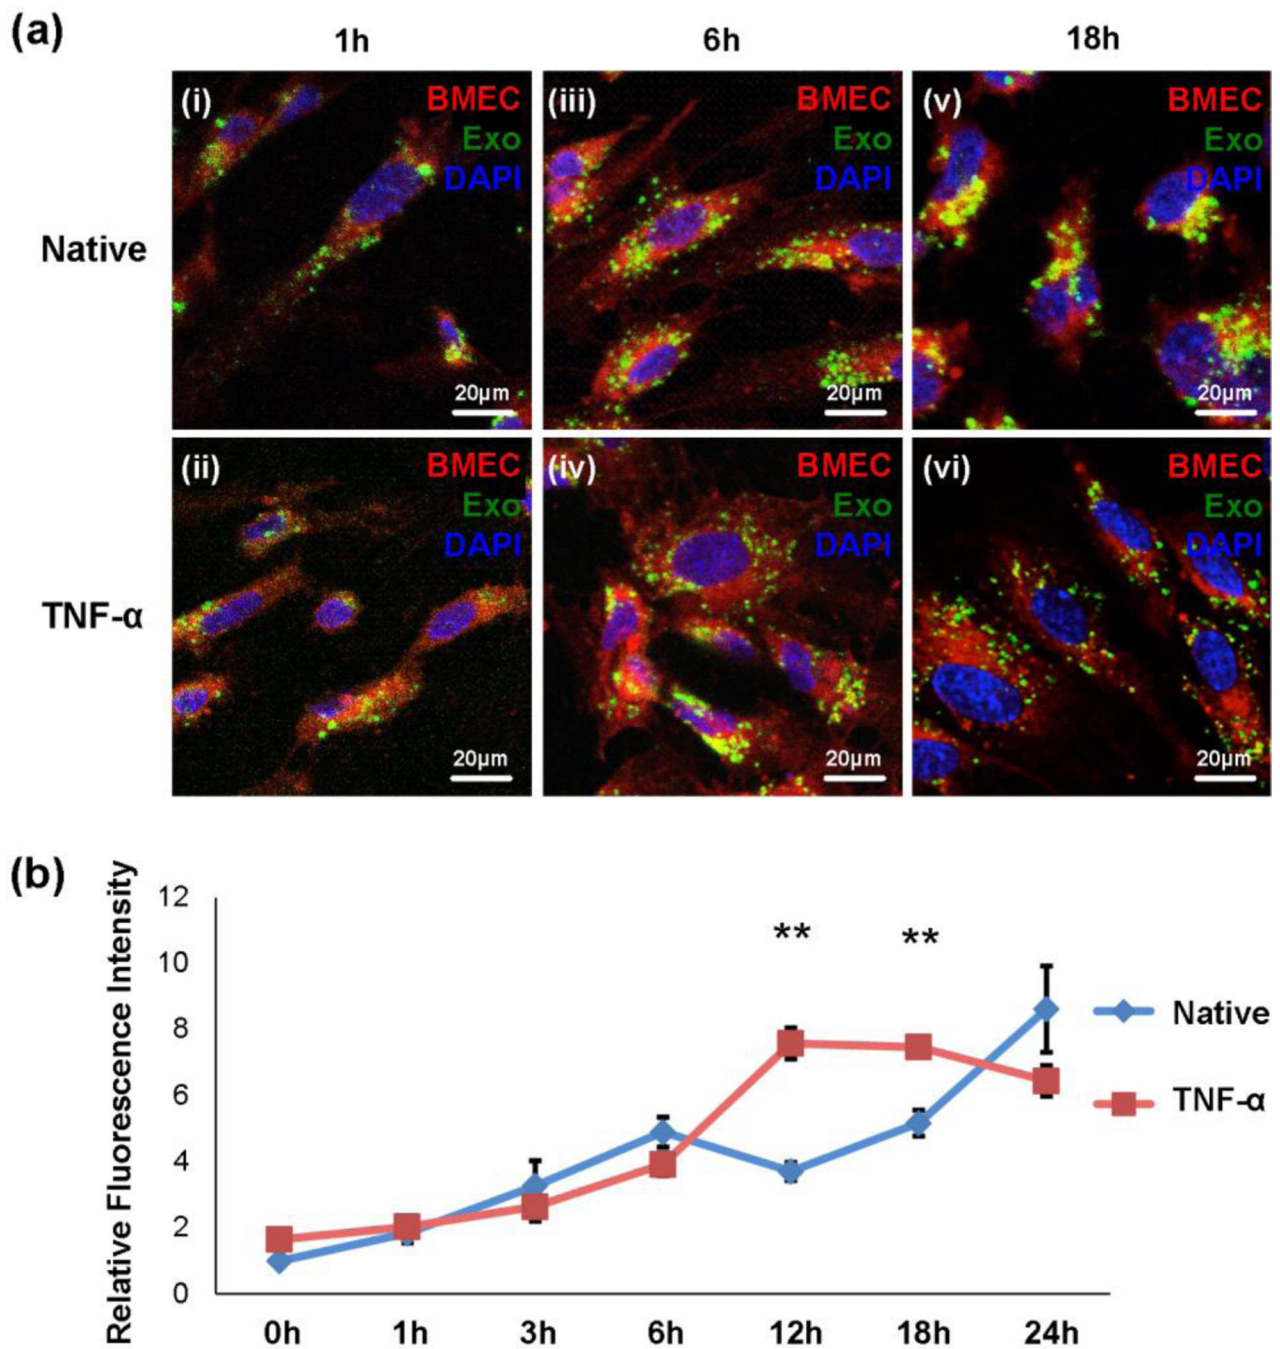 (a)
1h 6h 18h
Native
(i) BMEC
Exo
DAPI
20µm
(iii) BMEC
Exo
DAPI
20µm
(v) BMEC
Exo
DAPI
20µm
TNF-α
(ii) BMEC
Exo
DAPI
20µm
(iv) BMEC
Exo
DAPI
20µm
(vi) BMEC
Exo
DAPI
20µm
(b)
Relative Fluorescence Intensity
12
10
8
6
4
2
0
** **
Native
TNF-α
0h 1h 3h 6h 12h 18h 24h